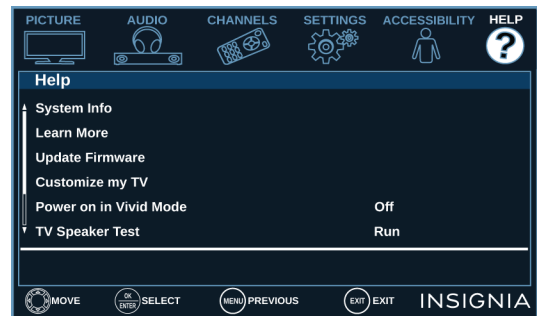 PICTURE AUDIO CHANNELS SETTINGS ACCESSIBILITY HELP
?
Help
System Info
Learn More
Update Firmware
Customize my TV
Power on in Vivid Mode Off
TV Speaker Test Run
MOVE OK ENTER SELECT MENU PREVIOUS EXIT EXIT INSIGNIA